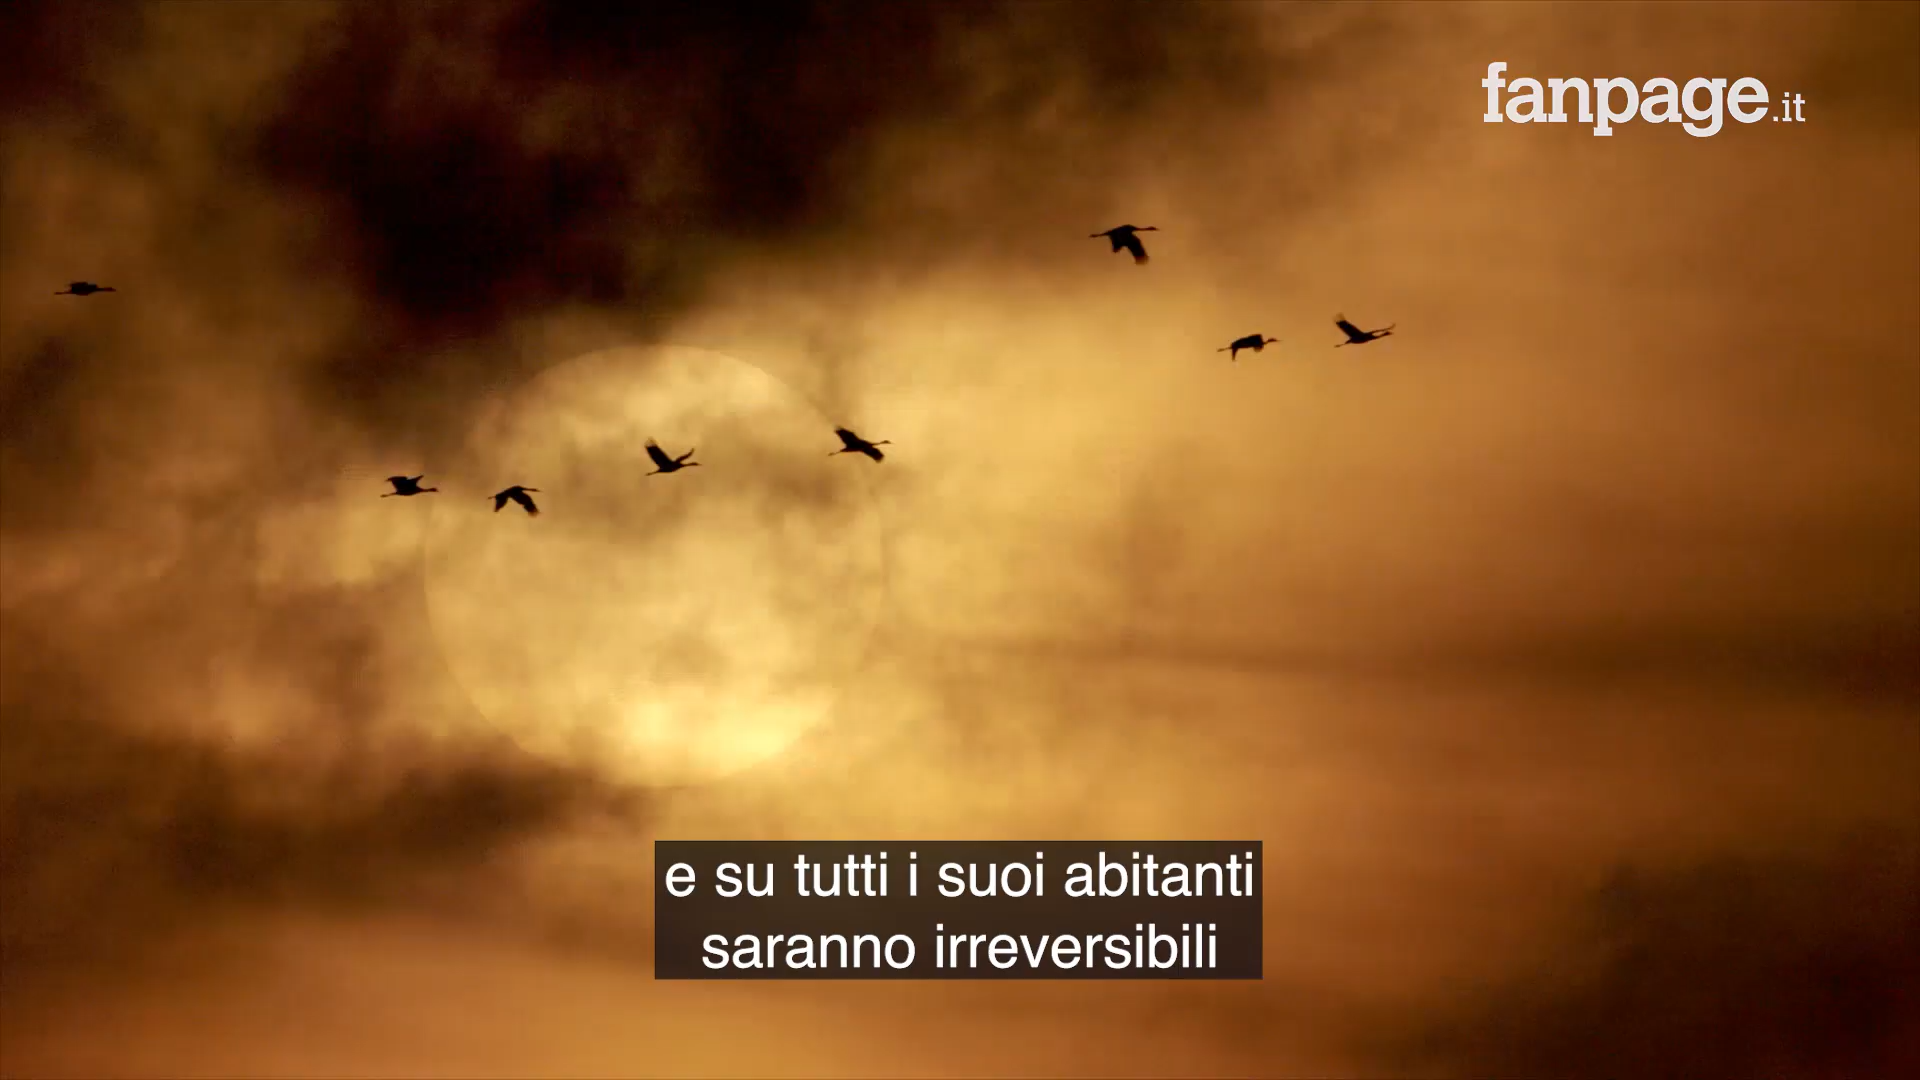 fanpage.it
e su tutti i suoi abitanti
saranno irreversibili